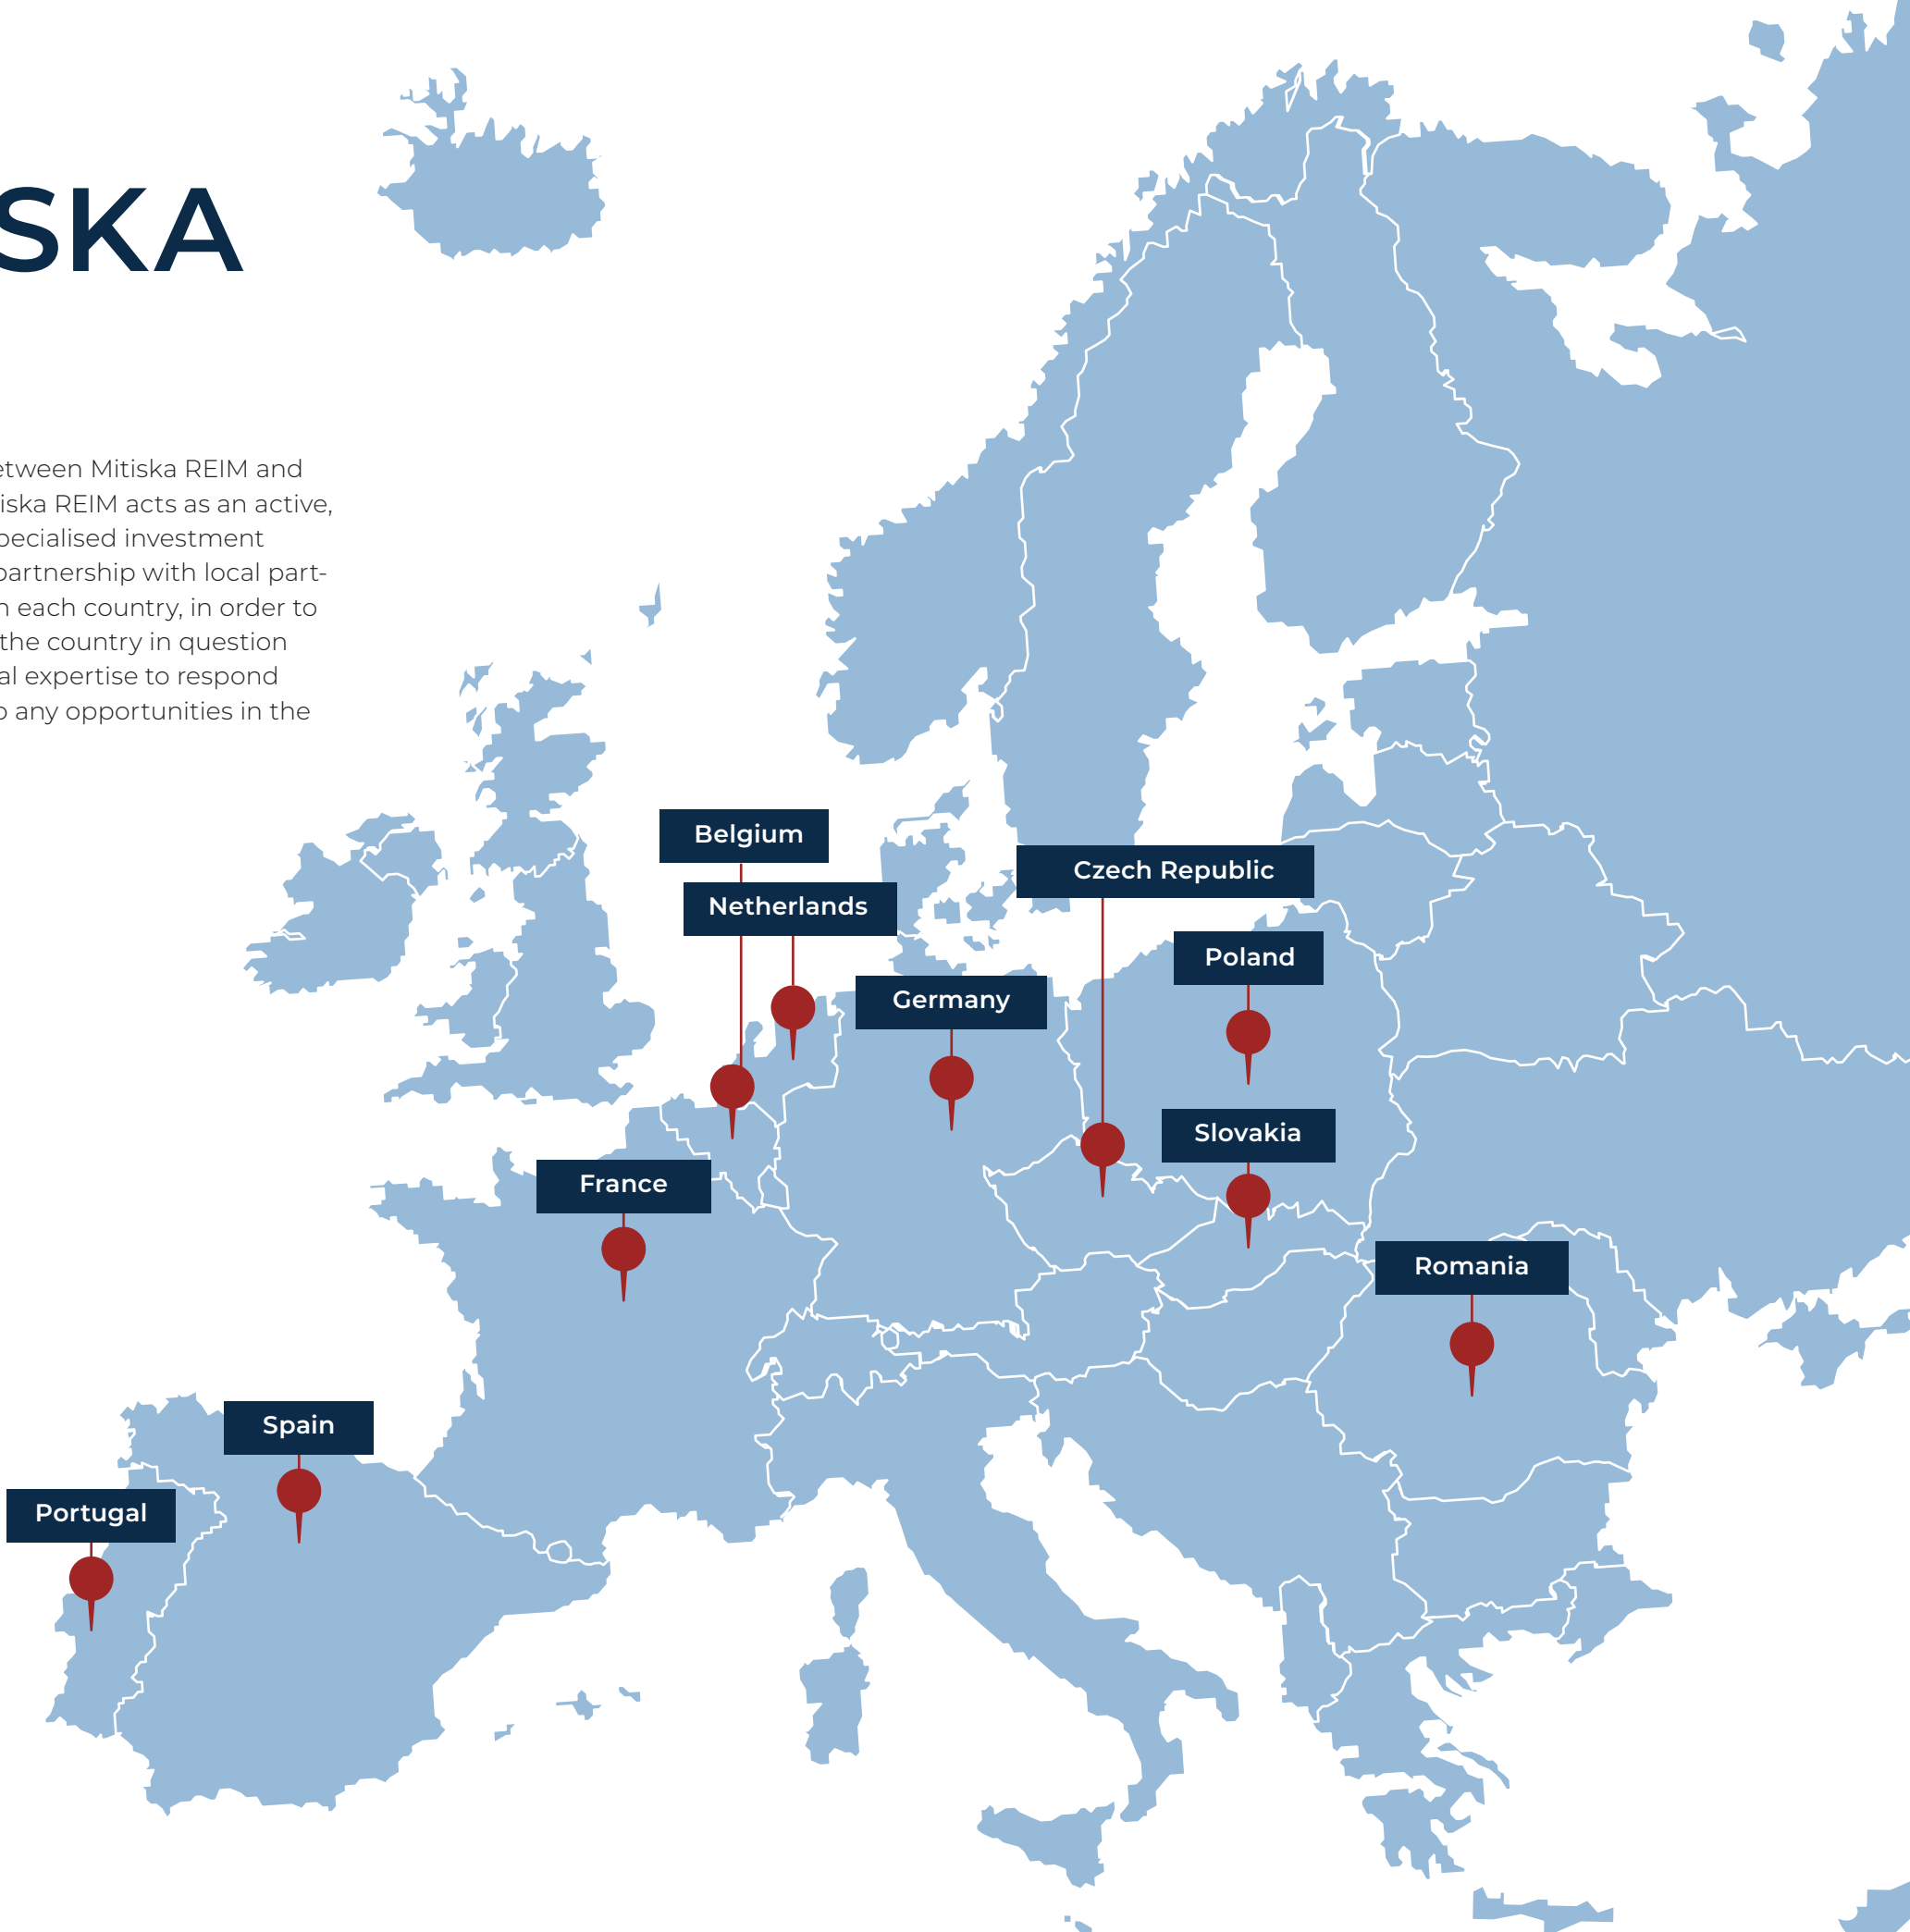 SKA
etween Mitiska REIM and
iska REIM acts as an active,
pecialised investment
partnership with local part-
n each country, in order to
the country in question
al expertise to respond
o any opportunities in the
Belgium
Czech Republic
Netherlands
Poland
Germany
Slovakia
France
Romania
Spain
Portugal